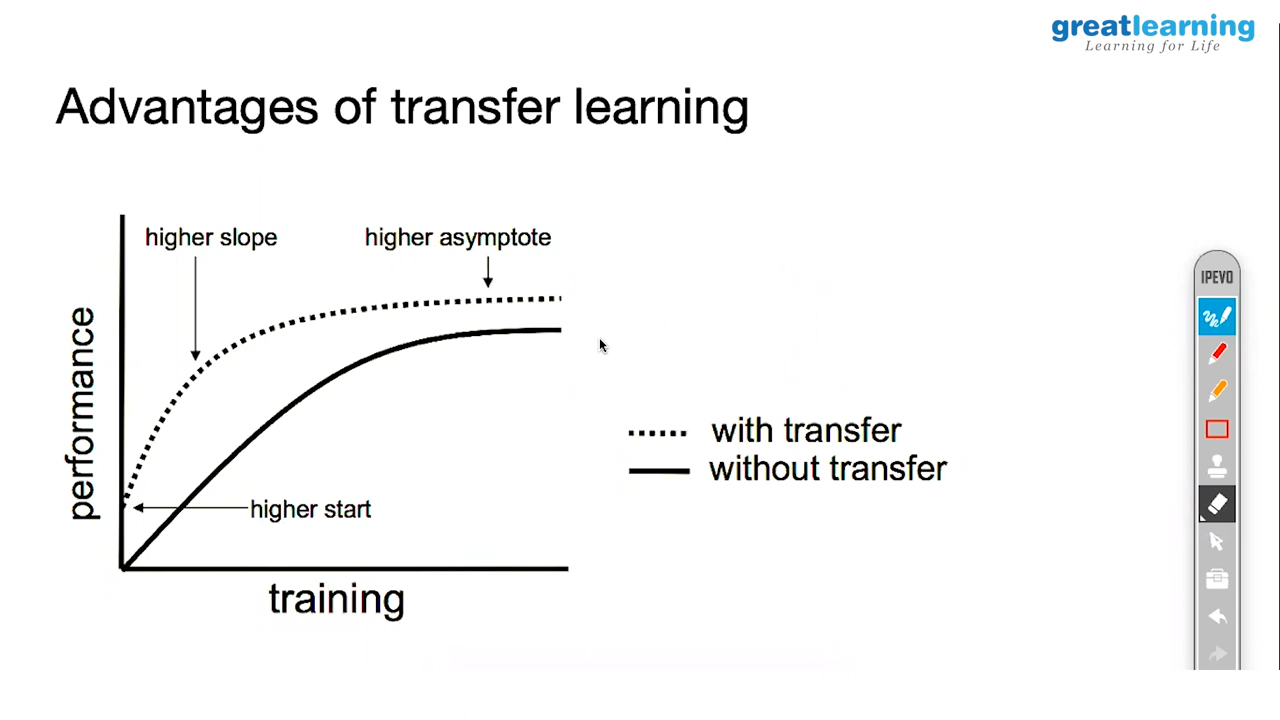 greatlearning
Learning for Life
Advantages of transfer learning
higher slope
higher asymptote
performance
higher start
training
with transfer
without transfer
IPEVO